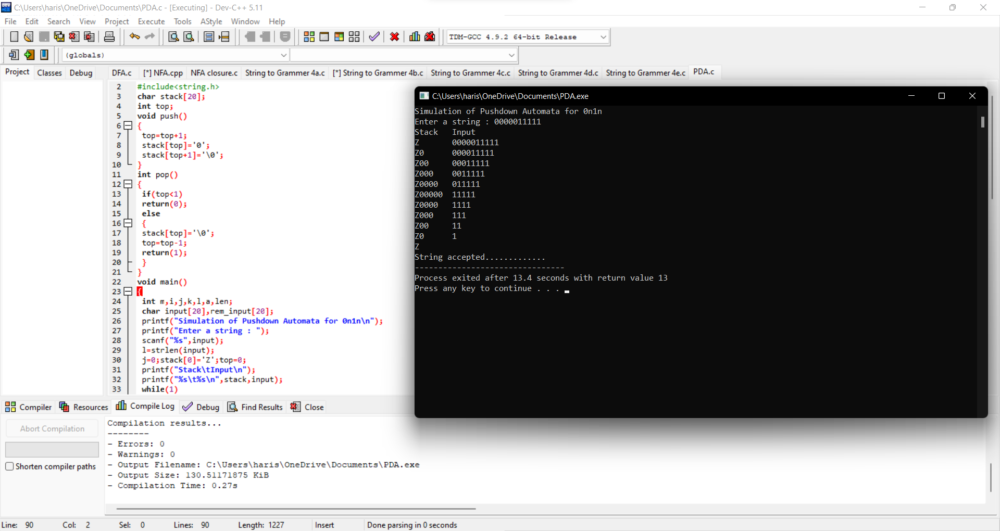 C:\Users\haris\OneDrive\Documents\PDA.c - [Executing] - Dev-C++ 5.11
File Edit Search View Project Execute Tools AStyle Window Help
TDM-GCC 4.9.2 64-bit Release
(globals)
Project Classes Debug
DFA.c [*] NFA.cpp NFA closure.c String to Grammer 4a.c [*] String to Grammer 4b.c String to Grammer 4c.c String to Grammer 4d.c String to Grammer 4e.c PDA.c
2 #include<string.h>
3 char stack[20];
4 int top;
5 void push()
6 {
7 top=top+1;
8 stack[top]='0';
9 stack[top+1]='\0';
10 }
11 int pop()
12 {
13 if(top<1)
14 return(0);
15 else
16 {
17 stack[top]='\0';
18 top=top-1;
19 return(1);
20 }
21 }
22 void main()
23 {
24 int m,i,j,k,l,a,len;
25 char input[20],rem_input[20];
26 printf("Simulation of Pushdown Automata for 0n1n\n");
27 printf("Enter a string : ");
28 scanf("%s",input);
29 l=strlen(input);
30 j=0;stack[0]='Z';top=0;
31 printf("Stack\tInput\n");
32 printf("%s\t%s\n",stack,input);
33 while(1)
C:\Users\haris\OneDrive\Documents\PDA.exe
Simulation of Pushdown Automata for 0n1n
Enter a string : 0000011111
Stack Input
Z 0000011111
Z0 000011111
Z00 00011111
Z000 0011111
Z0000 011111
Z00000 11111
Z0000 1111
Z000 111
Z00 11
Z0 1
Z
String accepted.............
--------------------------------
Process exited after 13.4 seconds with return value 13
Press any key to continue . . .
Compiler Resources Compile Log Debug Find Results Close
Abort Compilation
Shorten compiler paths
Compilation results...
--------
- Errors: 0
- Warnings: 0
- Output Filename: C:\Users\haris\OneDrive\Documents\PDA.exe
- Output Size: 130.51171875 KiB
- Compilation Time: 0.27s
Line: 90 Col: 2 Sel: 0 Lines: 90 Length: 1227 Insert Done parsing in 0 seconds